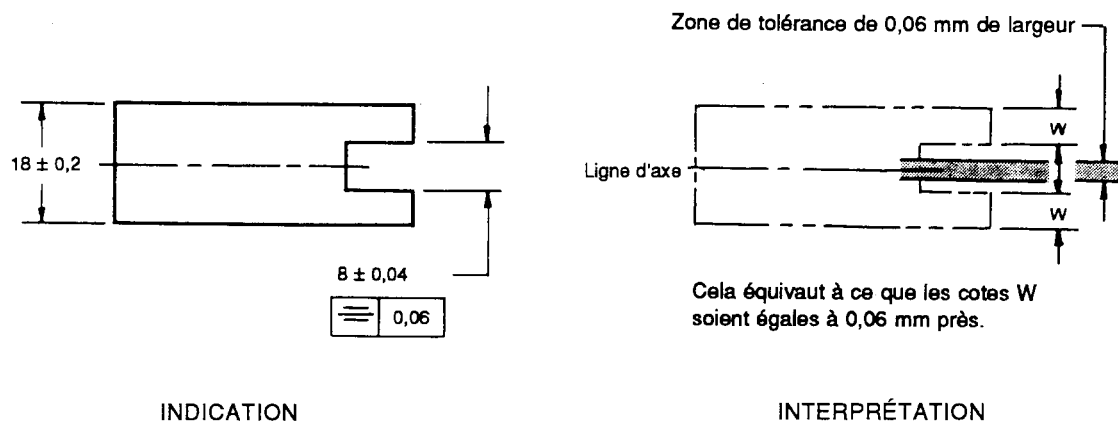 Zone de tolérance de 0,06 mm de largeur
18 ± 0,2
8 ± 0,04
0,06
W
Ligne d'axe
W
Cela équivaut à ce que les cotes W
soient égales à 0,06 mm près.
INDICATION
INTERPRÉTATION